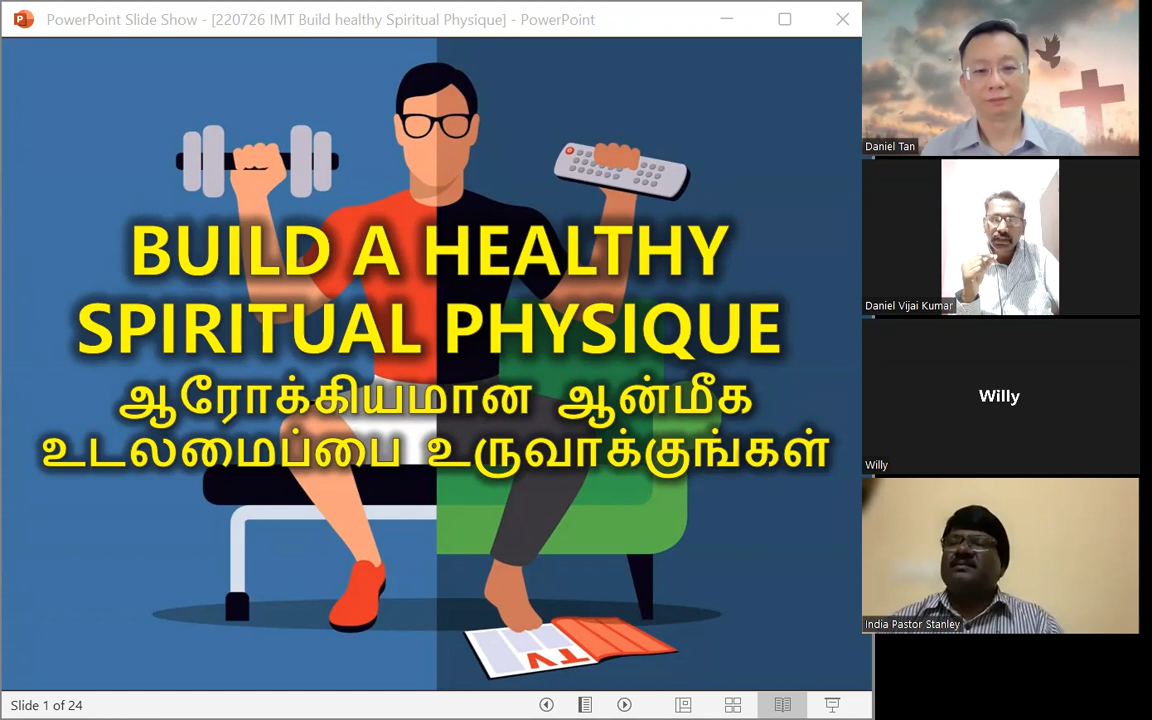 PowerPoint Slide Show - [220726 IMT Build healthy Spiritual Physique] - PowerPoint
BUILD A HEALTHY
SPIRITUAL PHYSIQUE
ஆரோக்கியமான ஆன்மீக
உடலமைப்பை உருவாக்குங்கள்
TV
Slide 1 of 24
Daniel Tan
Daniel Vijai Kumar
Willy
Willy
India Pastor Stanley